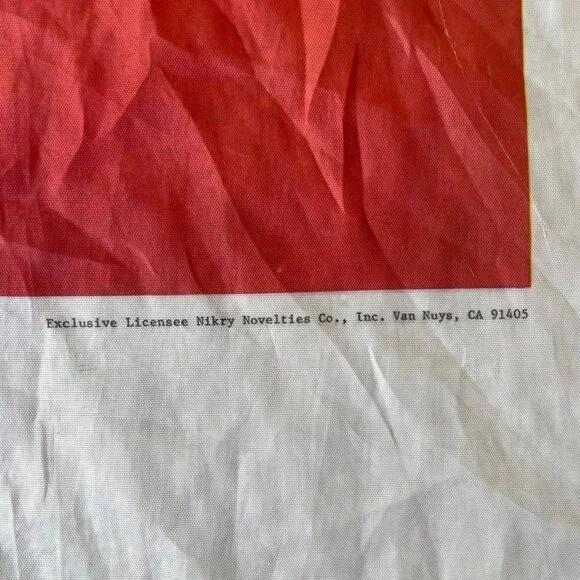 Exclusive Licensee Nikry Novelties Co., Inc. Van Nuys, CA 91405